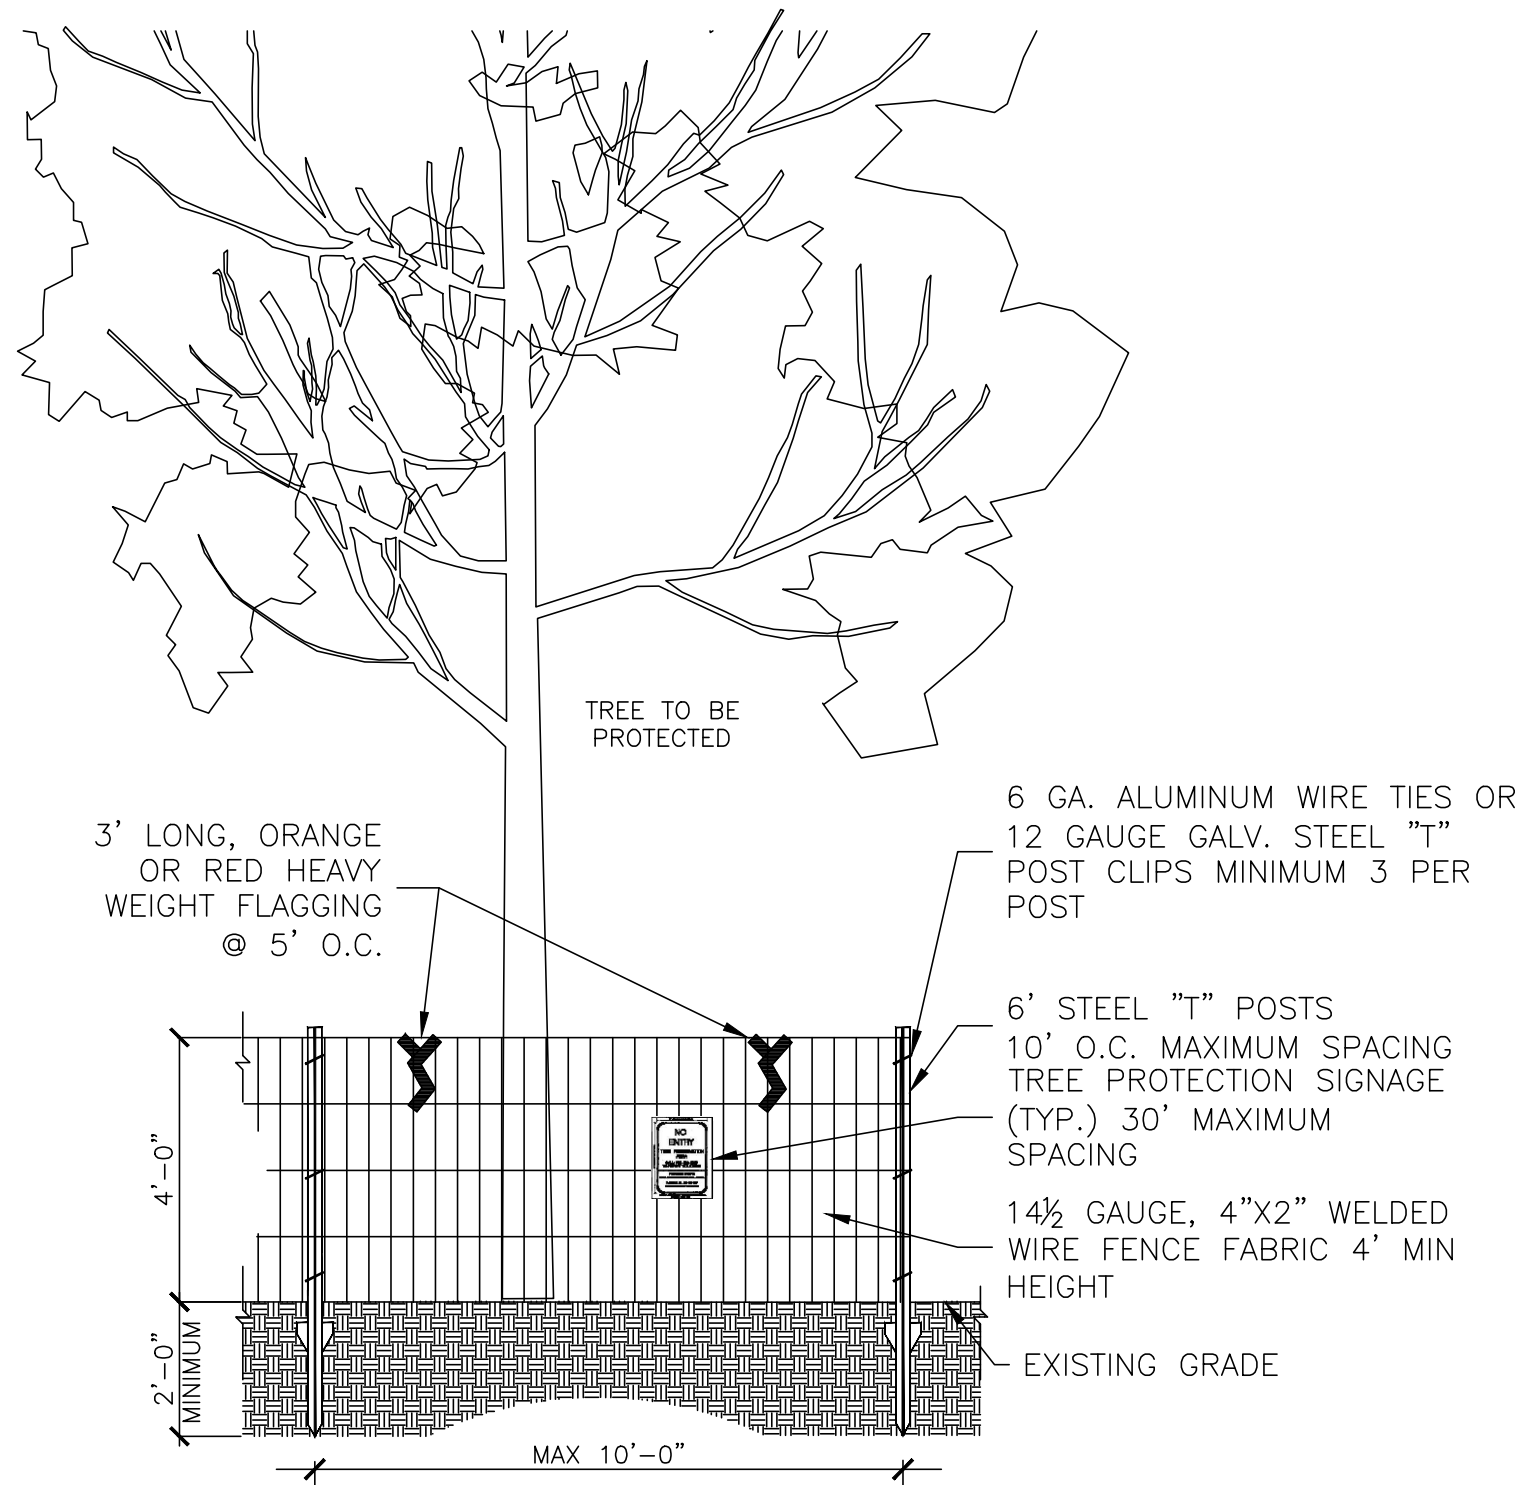 TREE TO BE
PROTECTED
3' LONG, ORANGE
OR RED HEAVY
WEIGHT FLAGGING
@ 5' O.C.
6 GA. ALUMINUM WIRE TIES OR
12 GAUGE GALV. STEEL "T"
POST CLIPS MINIMUM 3 PER
POST
6' STEEL "T" POSTS
10' O.C. MAXIMUM SPACING
TREE PROTECTION SIGNAGE
(TYP.) 30' MAXIMUM
SPACING
14½ GAUGE, 4"X2" WELDED
WIRE FENCE FABRIC 4' MIN
HEIGHT
EXISTING GRADE
NO
ENTRY
TREE PRESERVATION
AREA
4'-0"
2'-0"
MINIMUM
MAX 10'-0"